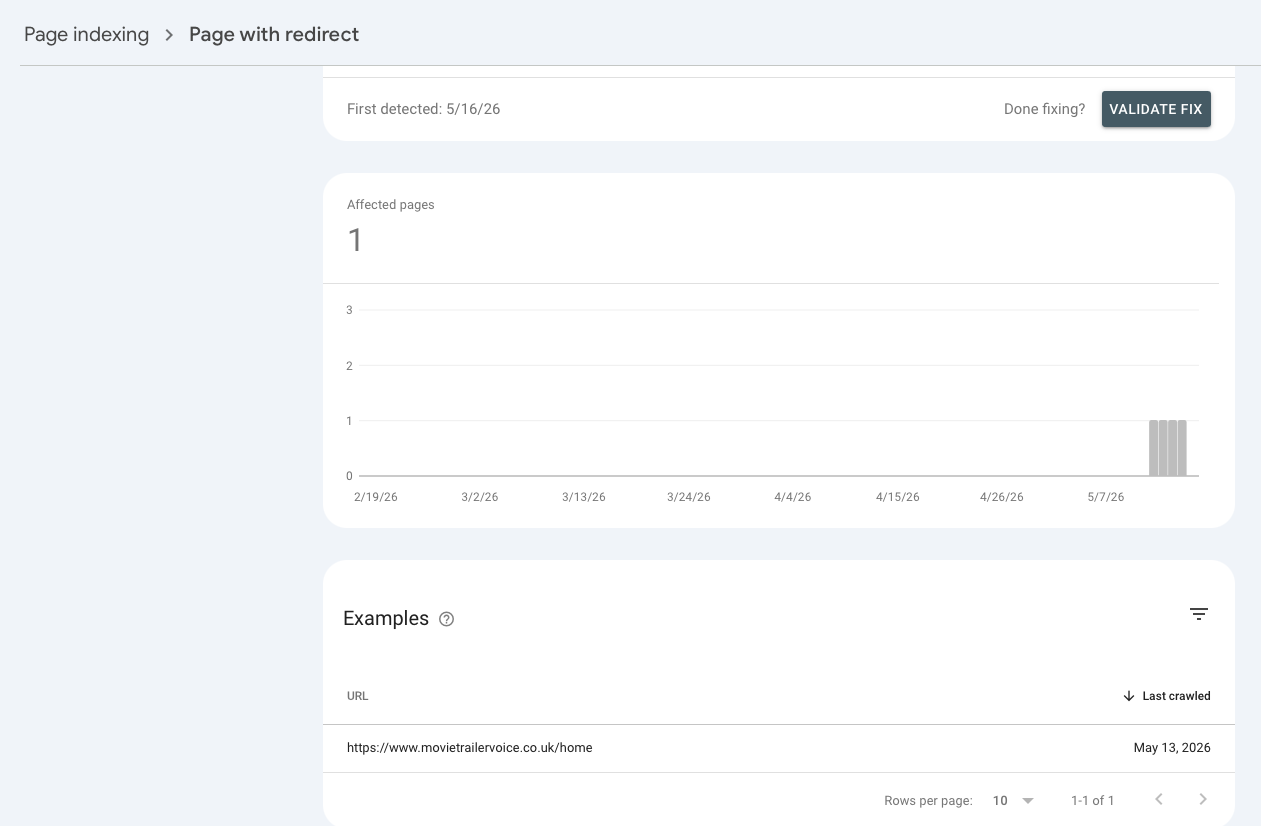 Page indexing > Page with redirect
First detected: 5/16/26
Done fixing? VALIDATE FIX
Affected pages
1
3
2
1
0
2/19/26 3/2/26 3/13/26 3/24/26 4/4/26 4/15/26 4/26/26 5/7/26
Examples
URL Last crawled
https://www.movietrailervoice.co.uk/home May 13, 2026
Rows per page: 10 1-1 of 1